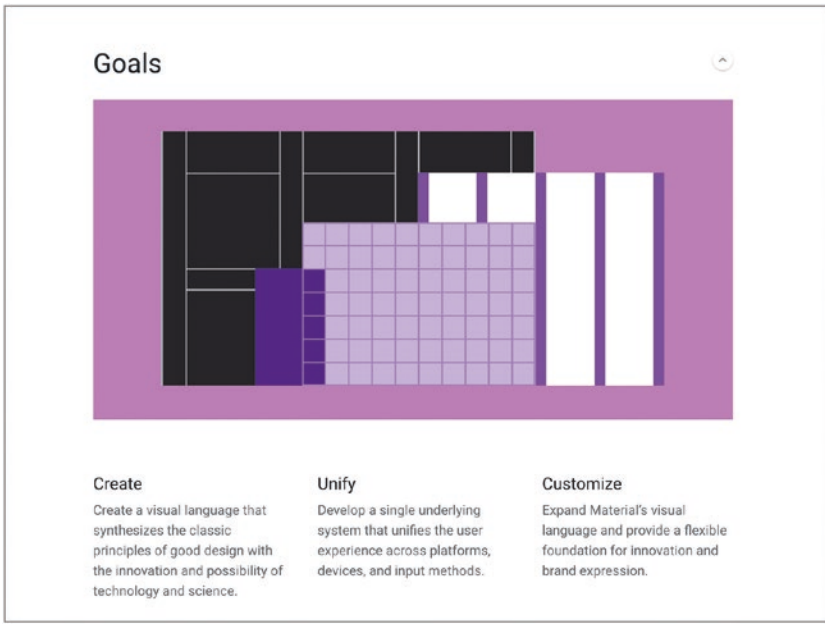 Goals
Create
Create a visual language that
synthesizes the classic
principles of good design with
the innovation and possibility of
technology and science.
Unify
Develop a single underlying
system that unifies the user
experience across platforms,
devices, and input methods.
Customize
Expand Material's visual
language and provide a flexible
foundation for innovation and
brand expression.